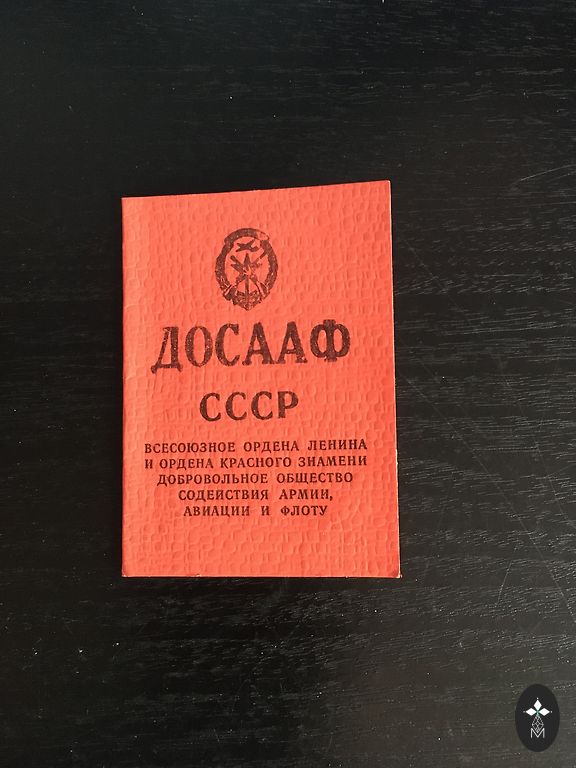 ДОСААФ
СССР
ВСЕСОЮЗНОЕ ОРДЕНА ЛЕНИНА
И ОРДЕНА КРАСНОГО ЗНАМЕНИ
ДОБРОВОЛЬНОЕ ОБЩЕСТВО
СОДЕЙСТВИЯ АРМИИ,
АВИАЦИИ И ФЛОТУ
M